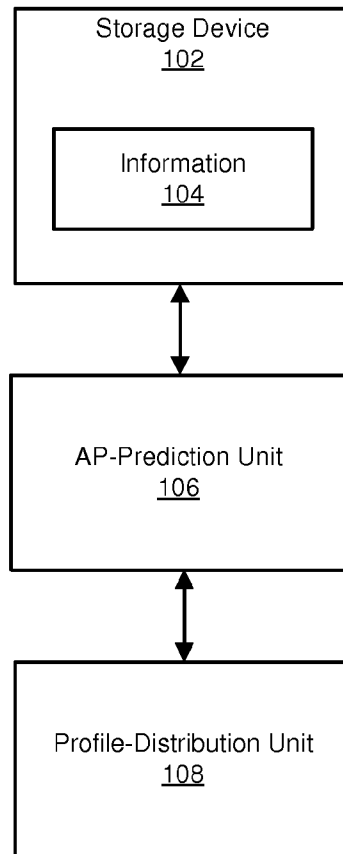 Storage Device
102
Information
104
AP-Prediction Unit
106
Profile-Distribution Unit
108